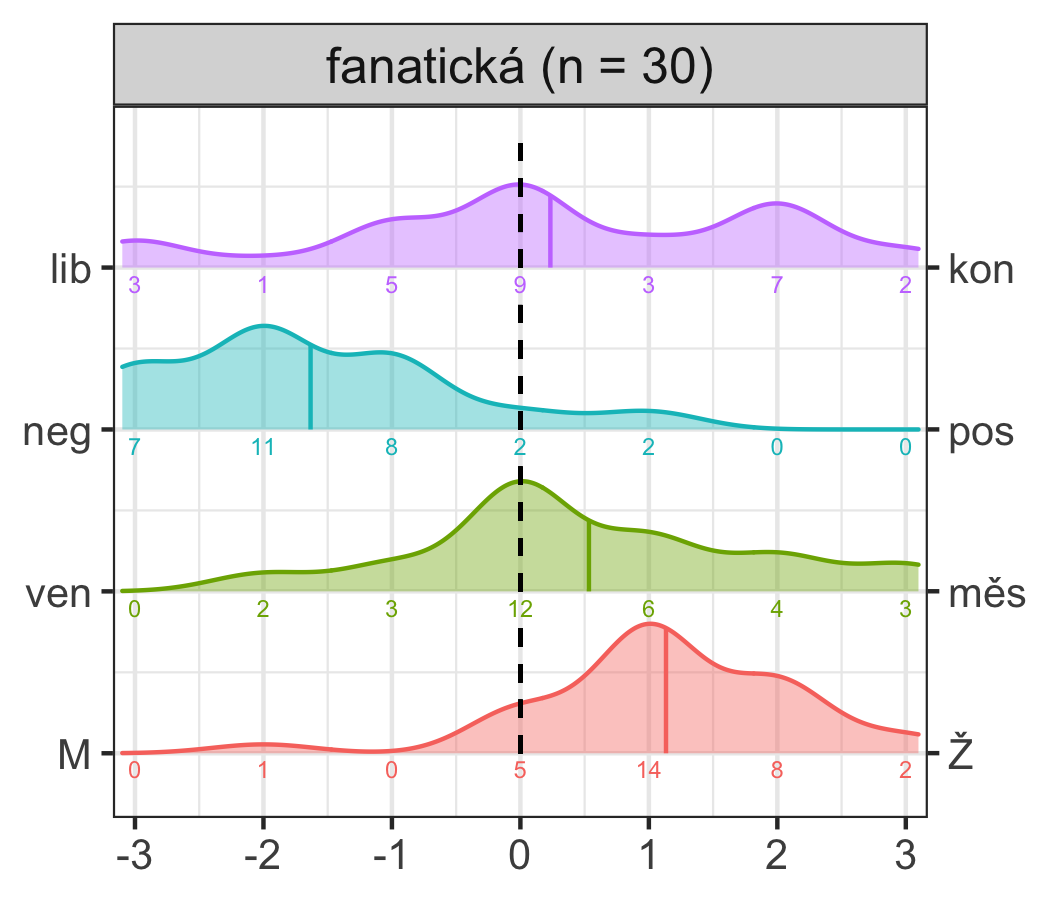 fanatická (n = 30)
lib kon
3 1 5 9 3 7 2
neg pos
7 11 8 2 2 0 0
ven měs
0 2 3 12 6 4 3
M Ž
0 1 0 5 14 8 2
-3 -2 -1 0 1 2 3